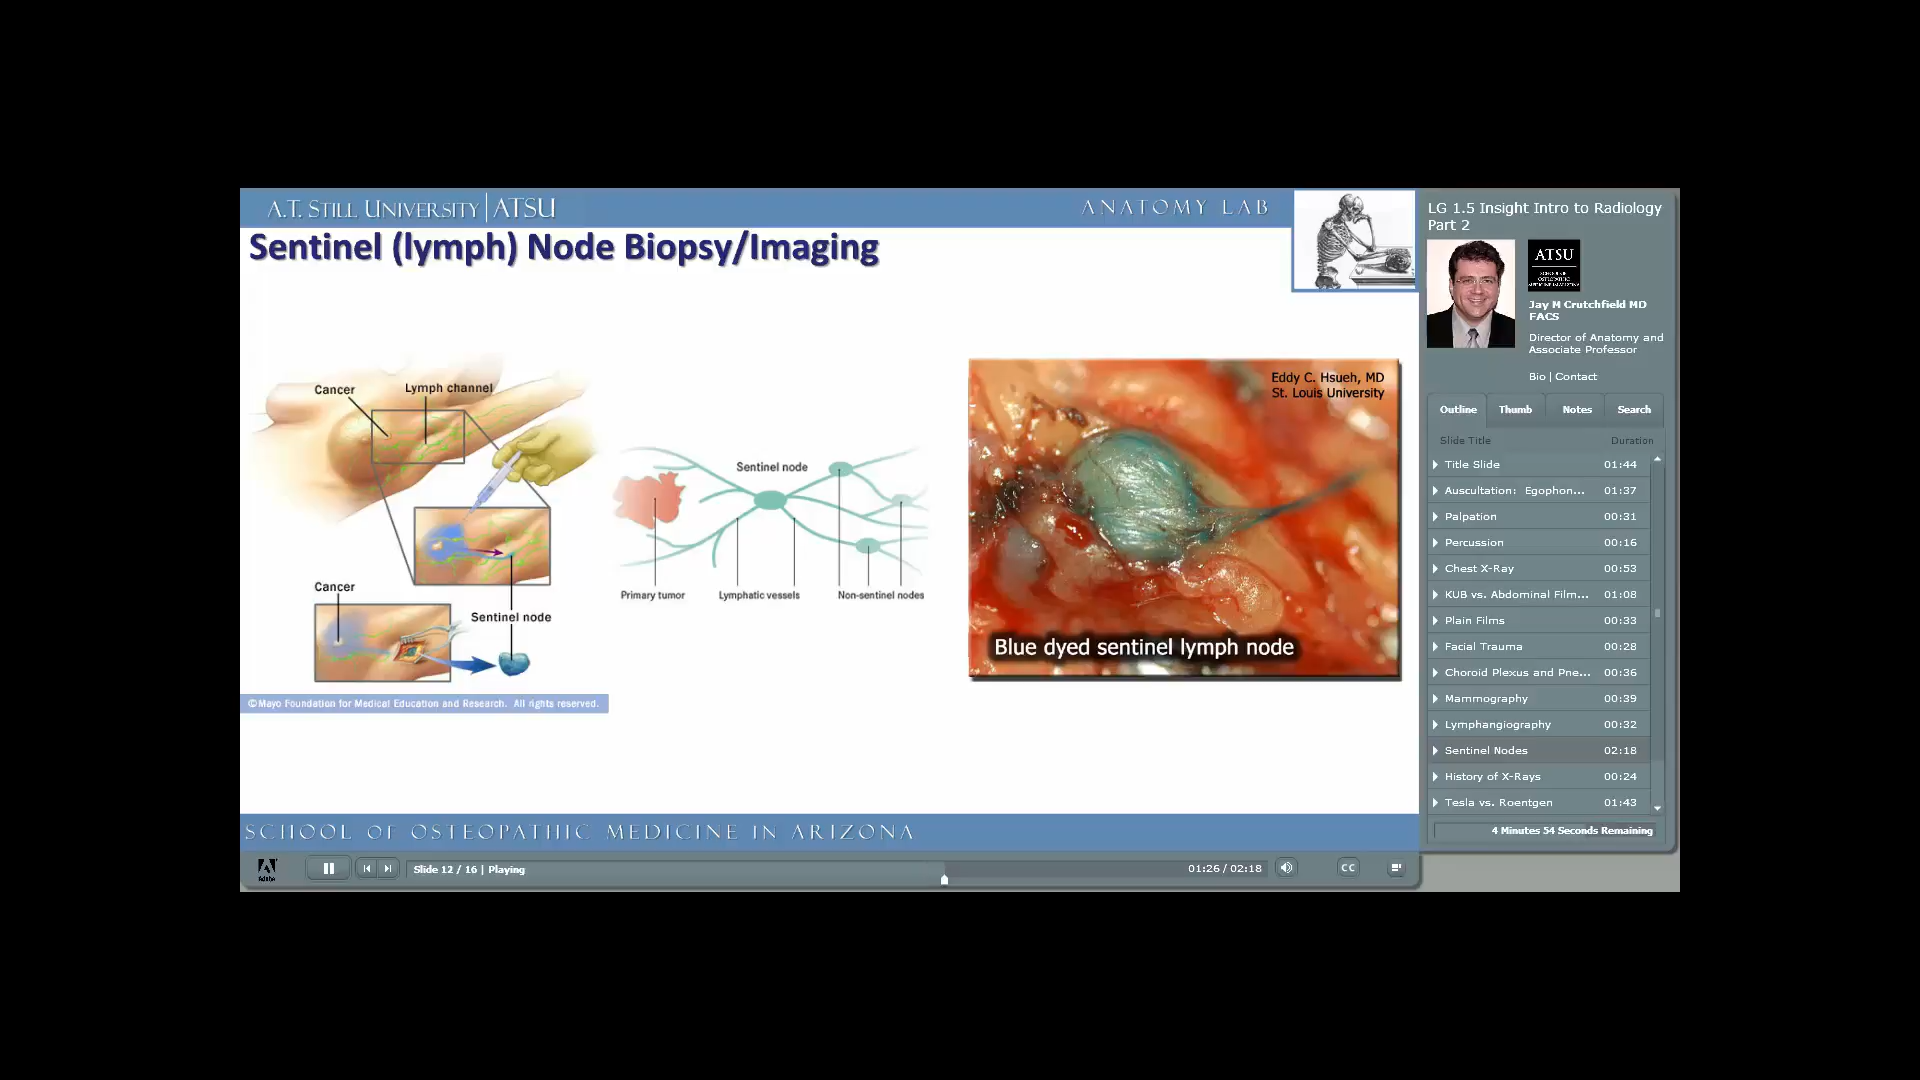 A.T. STILL UNIVERSITY | ATSU
ANATOMY LAB
Sentinel (lymph) Node Biopsy/Imaging
Cancer
Lymph channel
Cancer
Sentinel node
©Mayo Foundation for Medical Education and Research. All rights reserved.
Sentinel node
Primary tumor
Lymphatic vessels
Non-sentinel nodes
Eddy C. Hsueh, MD
St. Louis University
Blue dyed sentinel lymph node
SCHOOL OF OSTEOPATHIC MEDICINE IN ARIZONA
Adobe
Slide 12 / 16 | Playing
01:26 / 02:18
CC
LG 1.5 Insight Intro to Radiology
Part 2
ATSU
SCHOOL OF
OSTEOPATHIC
MEDICINE IN ARIZONA
Jay M Crutchfield MD
FACS
Director of Anatomy and
Associate Professor
Bio | Contact
Outline Thumb Notes Search
Slide Title Duration
Title Slide 01:44
Auscultation: Egophon... 01:37
Palpation 00:31
Percussion 00:16
Chest X-Ray 00:53
KUB vs. Abdominal Film... 01:08
Plain Films 00:33
Facial Trauma 00:28
Choroid Plexus and Pne... 00:36
Mammography 00:39
Lymphangiography 00:32
Sentinel Nodes 02:18
History of X-Rays 00:24
Tesla vs. Roentgen 01:43
4 Minutes 54 Seconds Remaining